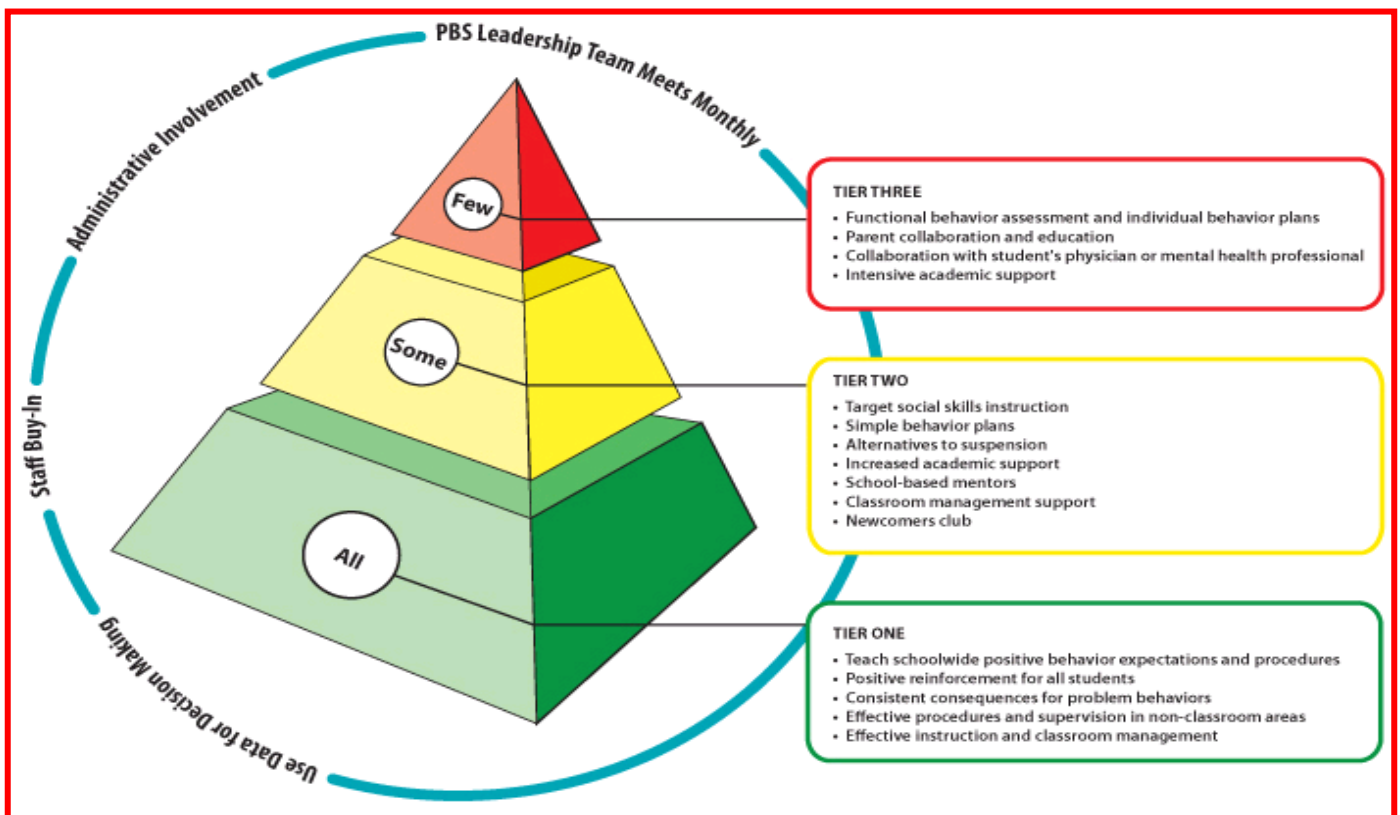 PBS Leadership Team Meets Monthly
Administrative Involvement
Staff Buy-In
Use Data for Decision Making
Few
Some
All
TIER THREE
• Functional behavior assessment and individual behavior plans
• Parent collaboration and education
• Collaboration with student's physician or mental health professional
• Intensive academic support
TIER TWO
• Target social skills instruction
• Simple behavior plans
• Alternatives to suspension
• Increased academic support
• School-based mentors
• Classroom management support
• Newcomers club
TIER ONE
• Teach schoolwide positive behavior expectations and procedures
• Positive reinforcement for all students
• Consistent consequences for problem behaviors
• Effective procedures and supervision in non-classroom areas
• Effective instruction and classroom management